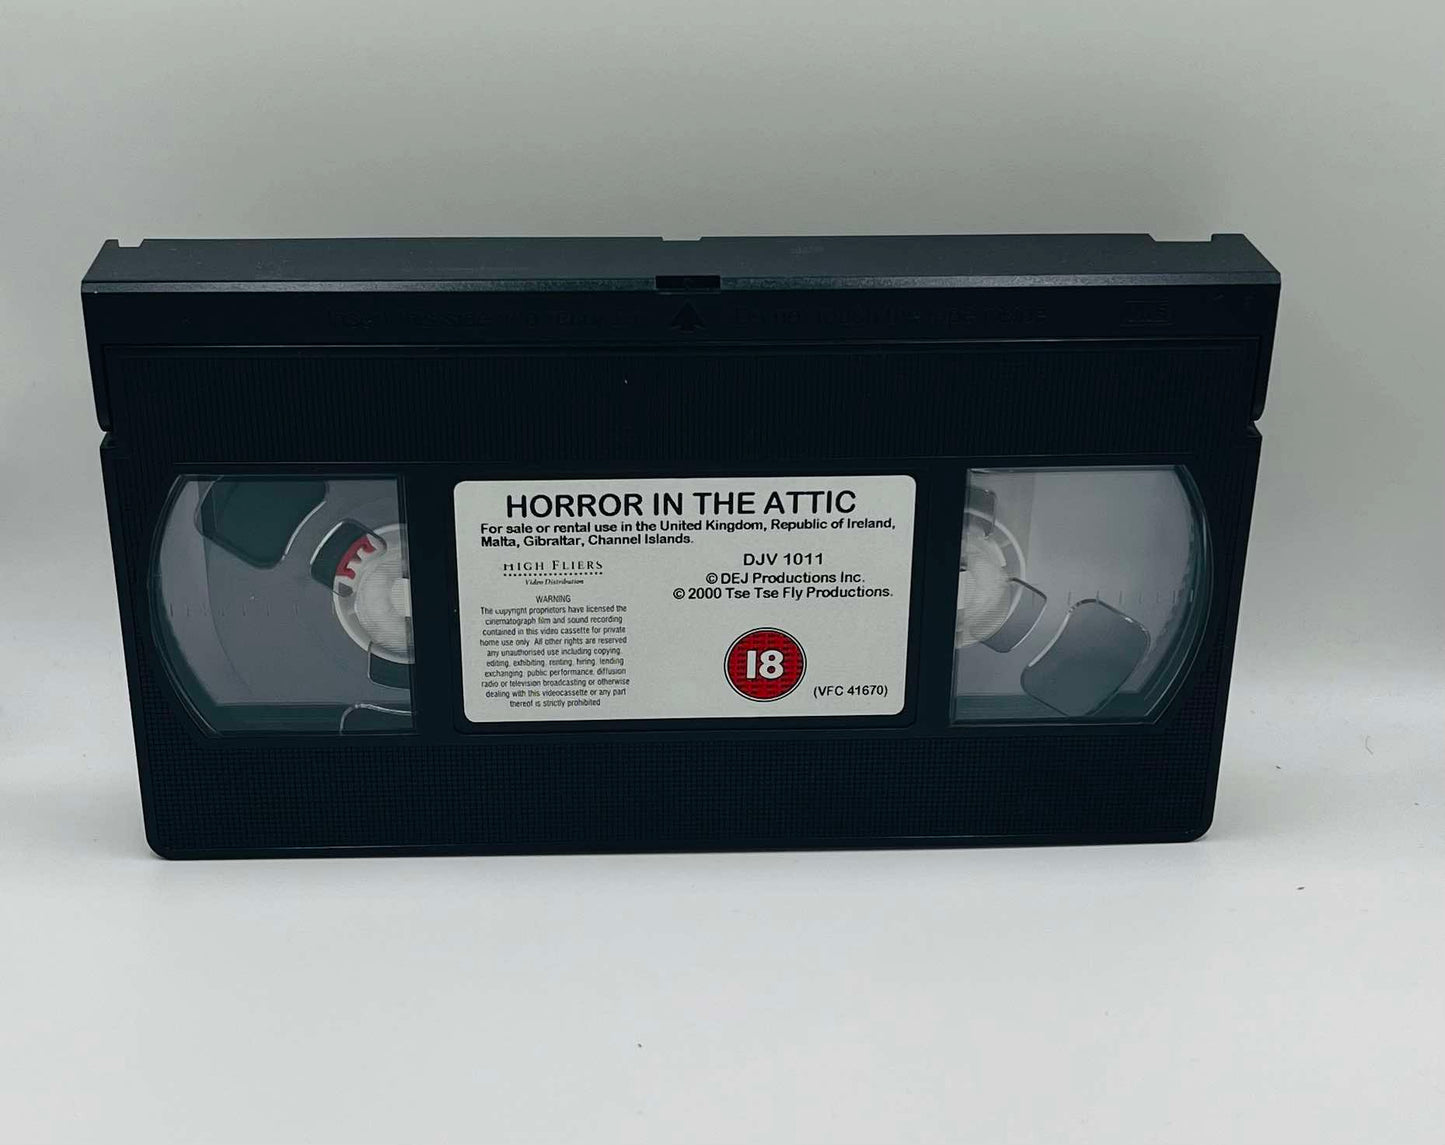 HORROR IN THE ATTIC
For sale or rental use in the United Kingdom, Republic of Ireland,
Malta, Gibraltar, Channel Islands.
HIGH FLIERS
Video Distribution
DJV 1011
© DEJ Productions Inc.
© 2000 Tse Tse Fly Productions.
WARNING
The copyright proprietors have licensed the
cinematograph film and sound recording
contained in this video cassette for private
home use only. All other rights are reserved
any unauthorised use including copying,
editing, exhibiting, renting, hiring, lending
exchanging, public performance, diffusion
radio or television broadcasting or otherwise
dealing with this videocassette or any part
thereof is strictly prohibited
18
(VFC 41670)